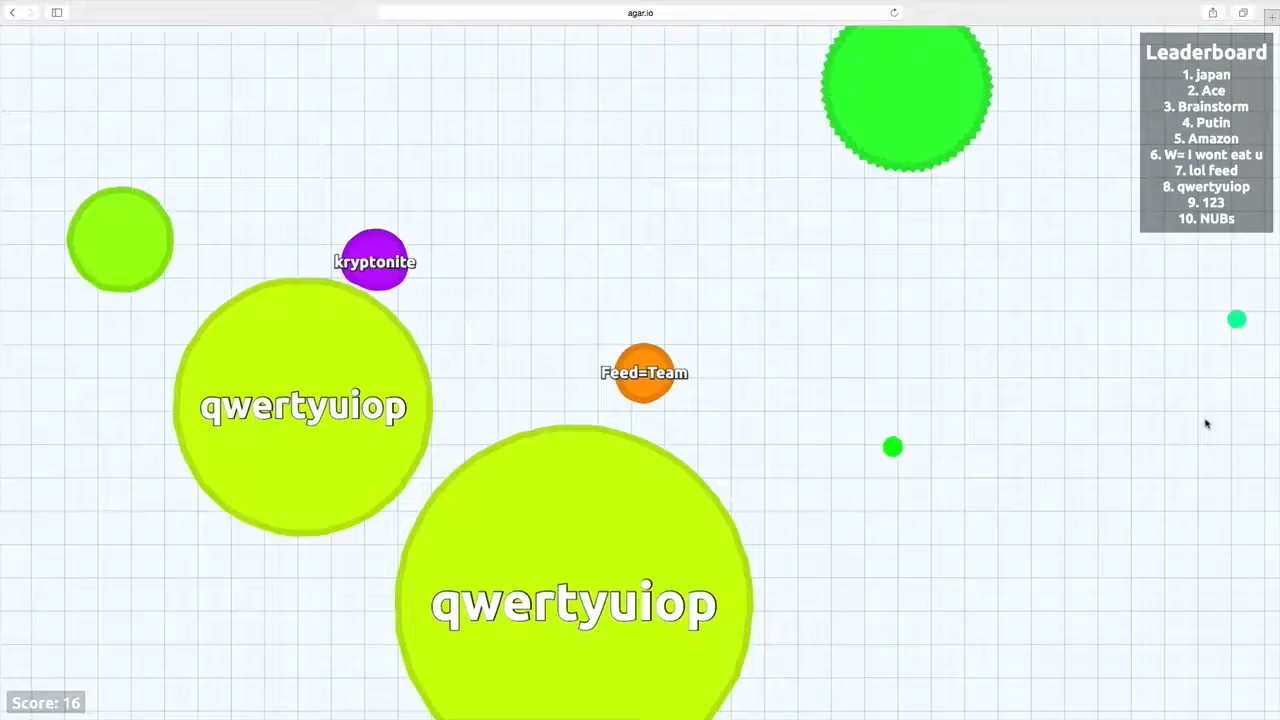 agar.io
Leaderboard
1. japan
2. Ace
3. Brainstorm
4. Putin
5. Amazon
6. W= I wont eat u
7. lol feed
8. qwertyuiop
9. 123
10. NUBs
kryptonite
Feed=Team
qwertyuiop
qwertyuiop
Score: 16